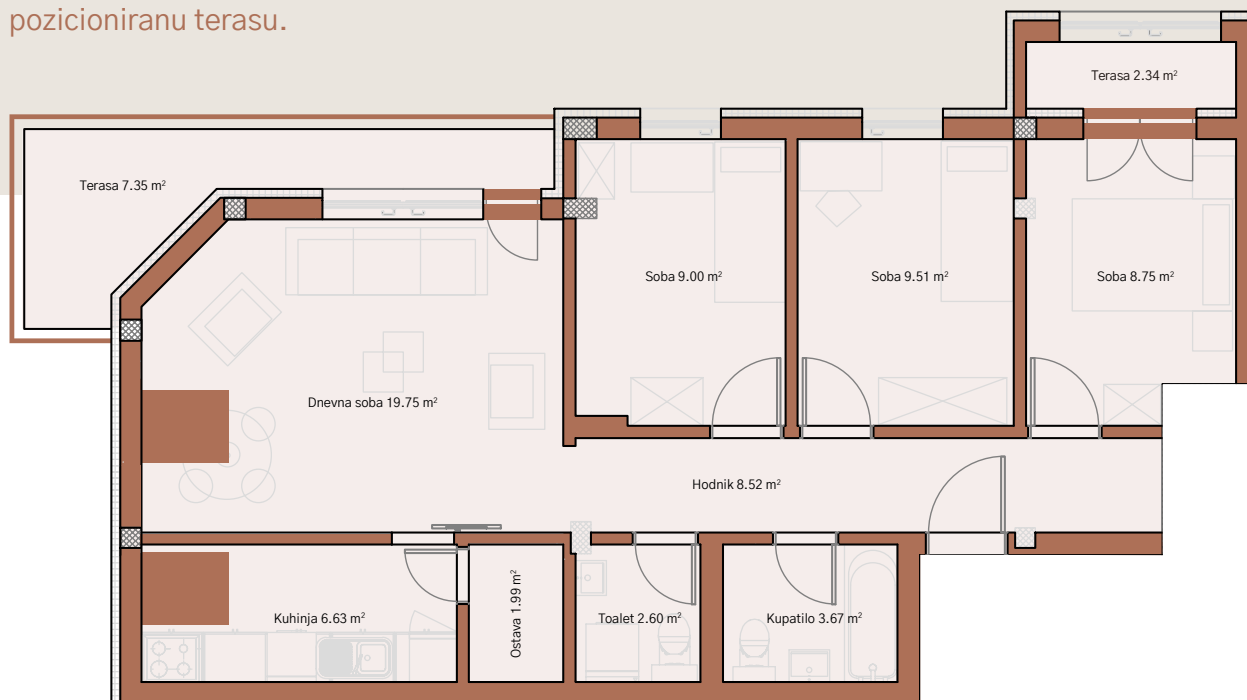 pozicioniranu terasu.
Terasa 2.34 m²
Terasa 7.35 m²
Soba 9.00 m²
Soba 9.51 m²
Soba 8.75 m²
Dnevna soba 19.75 m²
Hodnik 8.52 m²
Kuhinja 6.63 m²
Ostava 1.99 m²
Toalet 2.60 m²
Kupatilo 3.67 m²